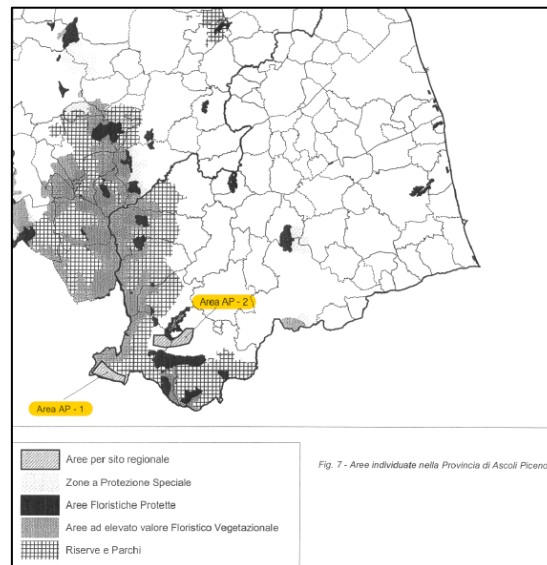 Area AP - 2
Area AP - 1
Aree per sito regionale
Zone a Protezione Speciale
Aree Floristiche Protette
Aree ad elevato valore Floristico Vegetazionale
Riserve e Parchi
Fig. 7 - Aree individuate nella Provincia di Ascoli Piceno